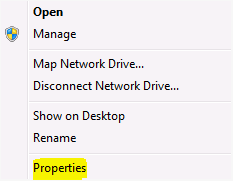 Open
Manage
Map Network Drive...
Disconnect Network Drive...
Show on Desktop
Rename
Properties